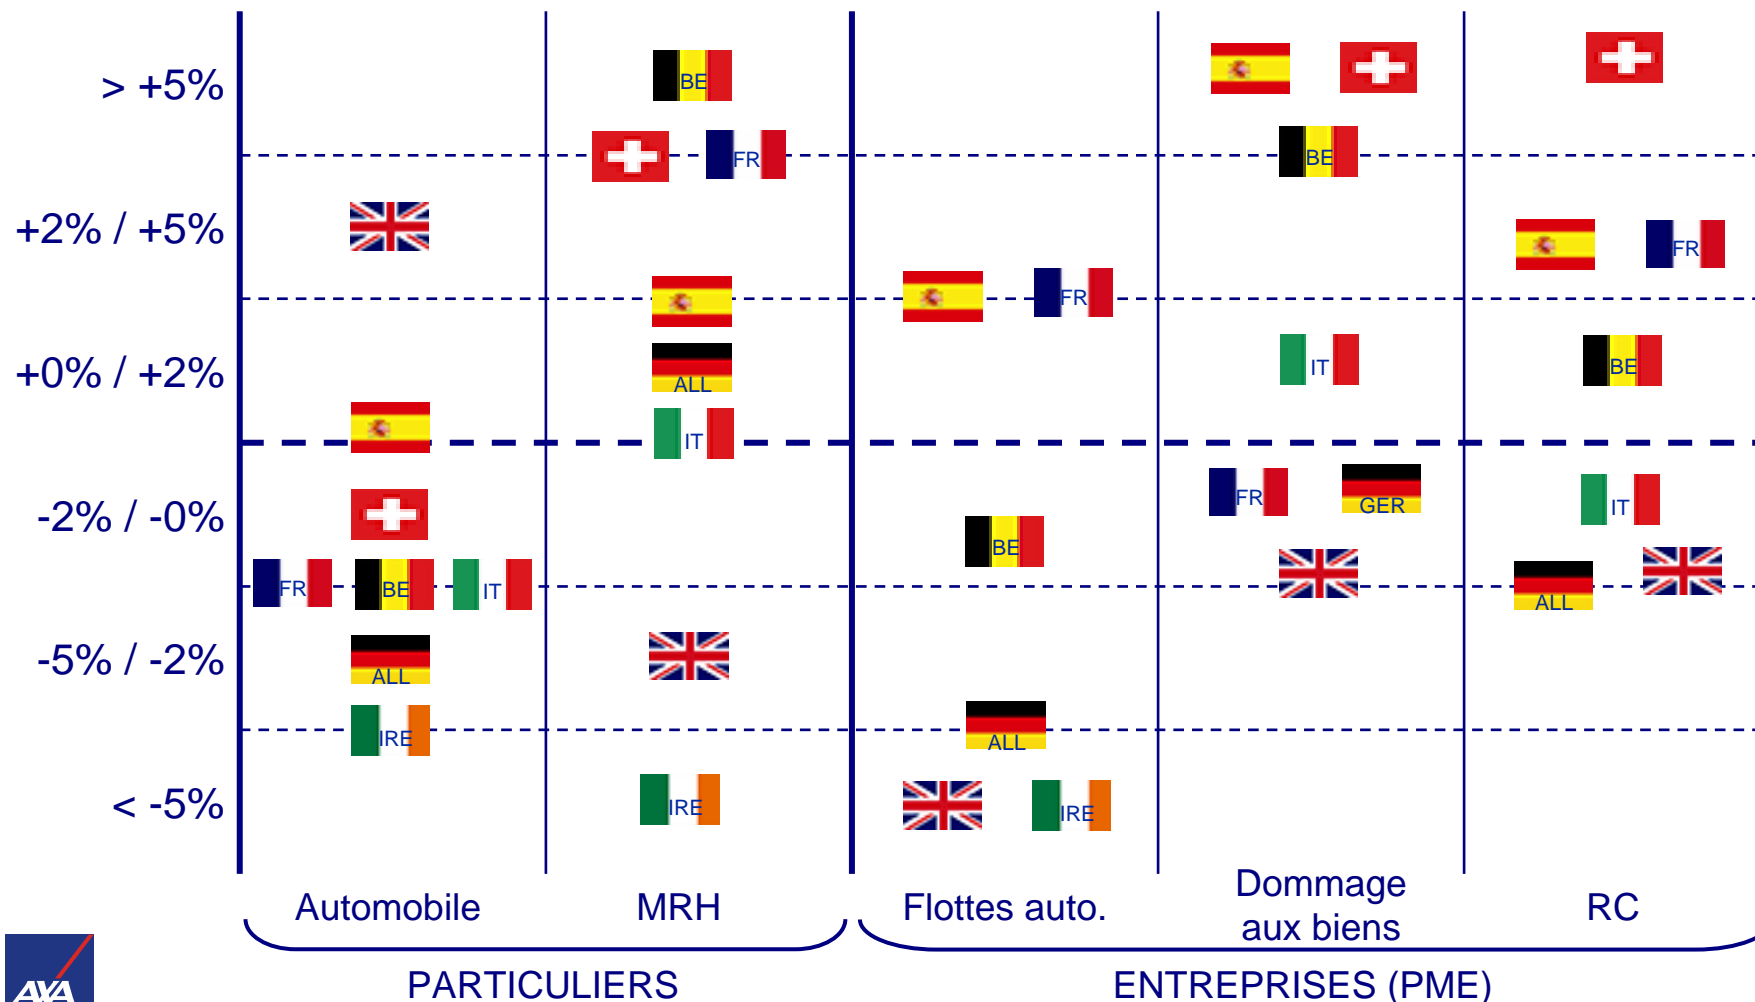 > +5%
BE
FR
BE
+2% / +5%
FR
FR
+0% / +2%
ALL
IT
IT
BE
-2% / -0%
FR
GER
IT
BE
FR
BE
IT
ALL
-5% / -2%
ALL
IRE
ALL
< -5%
IRE
IRE
Automobile
MRH
Flottes auto.
Dommage
aux biens
RC
PARTICULIERS
ENTREPRISES (PME)
AXA